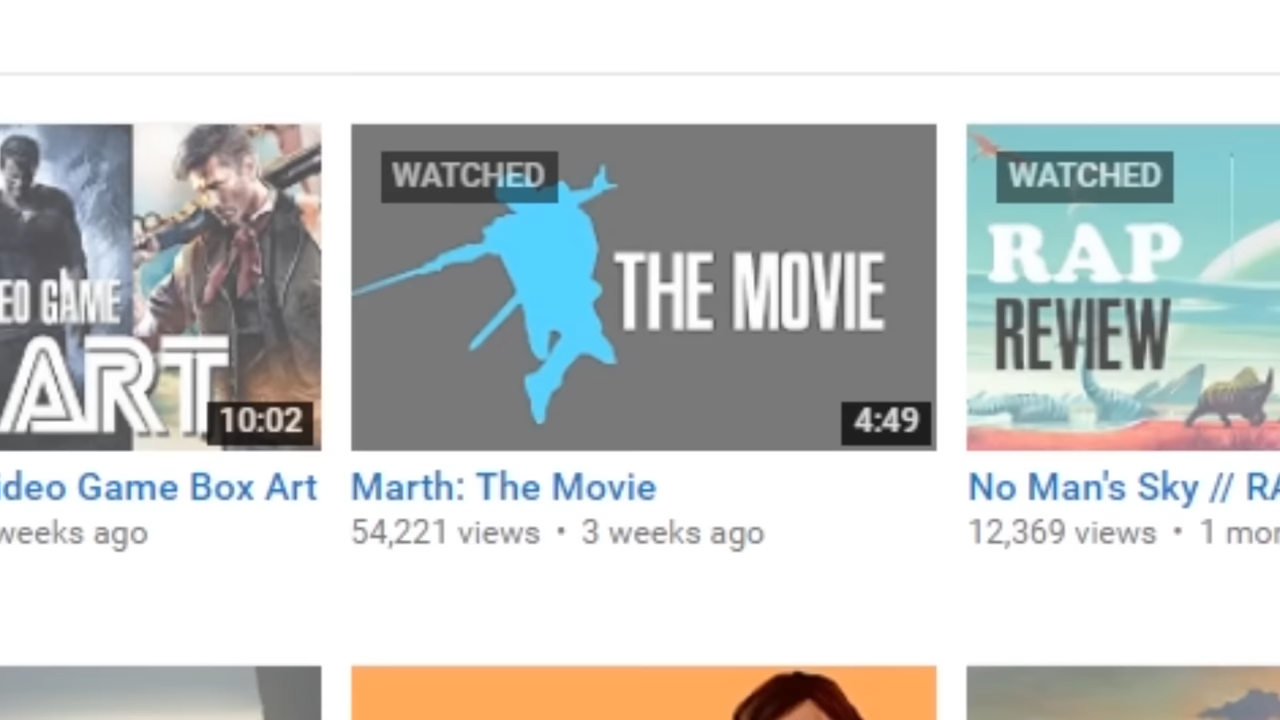 WATCHED
WATCHED
THE MOVIE
RAP
REVIEW
EO GAME
ART
10:02
4:49
ideo Game Box Art
Marth: The Movie
No Man's Sky // RA
weeks ago
54,221 views • 3 weeks ago
12,369 views • 1 mon